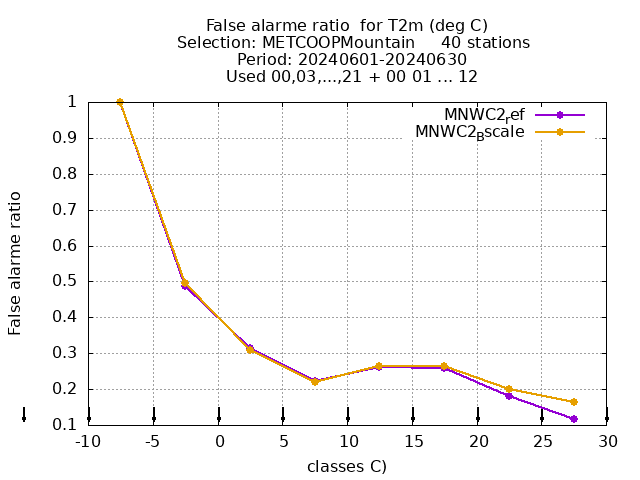 False alarme ratio  for T2m (deg C)
Selection: METCOOPMountain     40 stations
Period: 20240601-20240630
Used 00,03,...,21 + 00 01 ... 12
MNWC2ref
MNWC2Bscale
1
0.9
0.8
0.7
0.6
0.5
0.4
0.3
0.2
0.1
False alarme ratio
-10 -5 0 5 10 15 20 25 30
classes C)